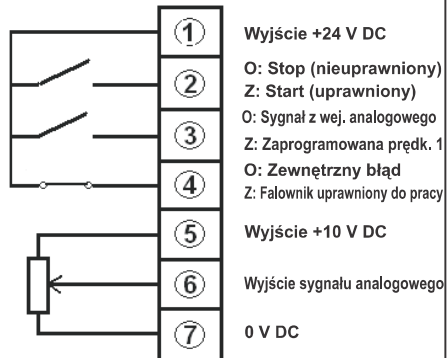 1 Wyjście +24 V DC
O: Stop (nieuprawniony)
2 Z: Start (uprawniony)
O: Sygnał z wej. analogowego
3 Z: Zaprogramowana prędk. 1
O: Zewnętrzny błąd
4 Z: Falownik uprawniony do pracy
5 Wyjście +10 V DC
6 Wyjście sygnału analogowego
7 0 V DC